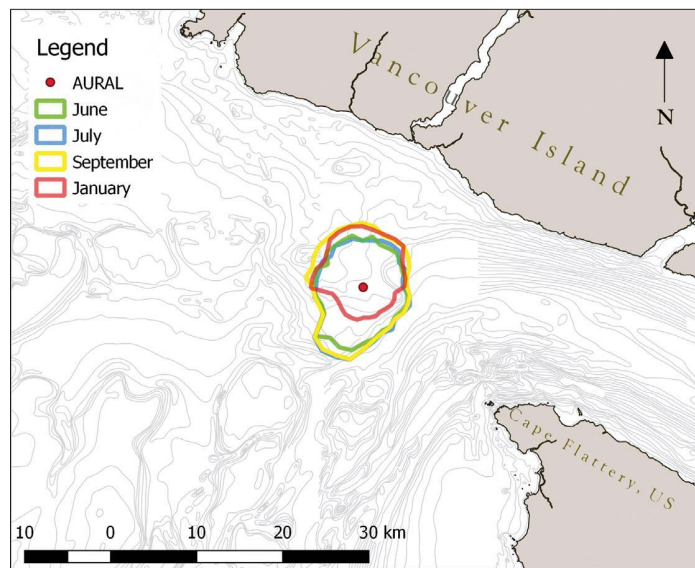 Legend
AURAL
June
July
September
January
Vancouver Island
N
Cape Flattery, US
10 0 10 20 30 km